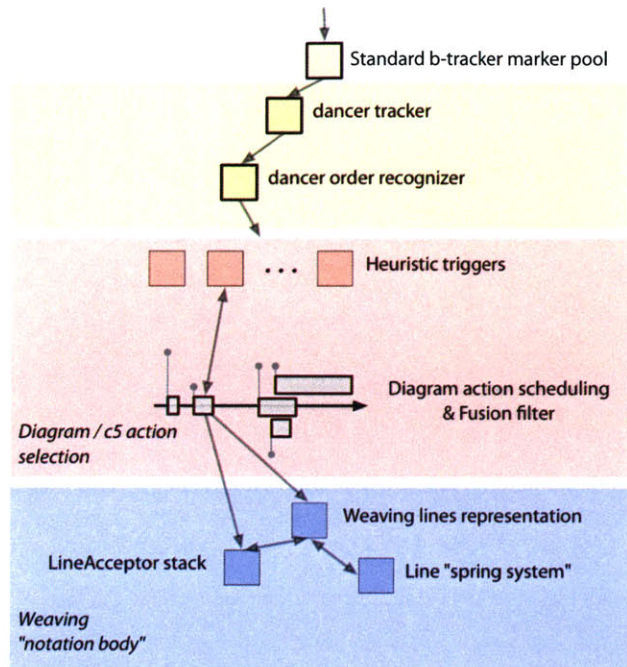 Standard b-tracker marker pool
dancer tracker
dancer order recognizer
Heuristic triggers
Diagram action scheduling
& Fusion filter
Diagram / c5 action
selection
Weaving lines representation
LineAcceptor stack
Line "spring system"
Weaving
"notation body"